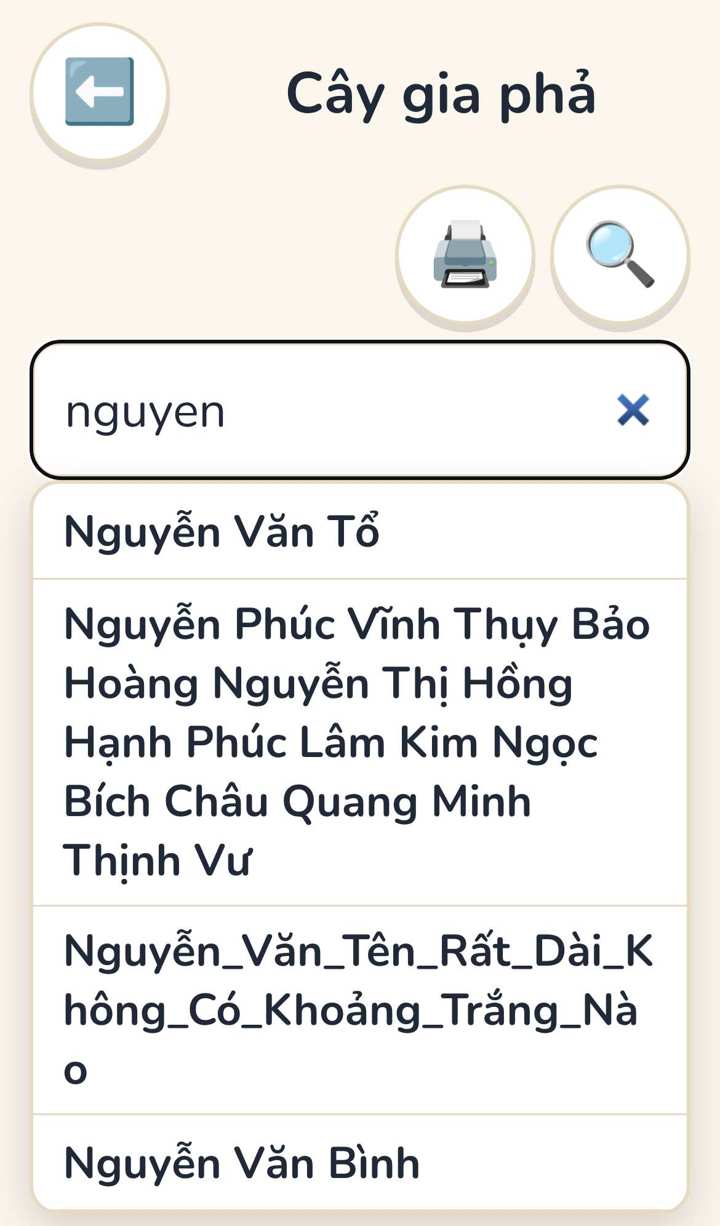 Cây gia phả
nguyen
Nguyễn Văn Tổ
Nguyễn Phúc Vĩnh Thụy Bảo
Hoàng Nguyễn Thị Hồng
Hạnh Phúc Lâm Kim Ngọc
Bích Châu Quang Minh
Thịnh Vư
Nguyễn_Văn_Tên_Rất_Dài_K
hông_Có_Khoảng_Trắng_Nà
o
Nguyễn Văn Bình